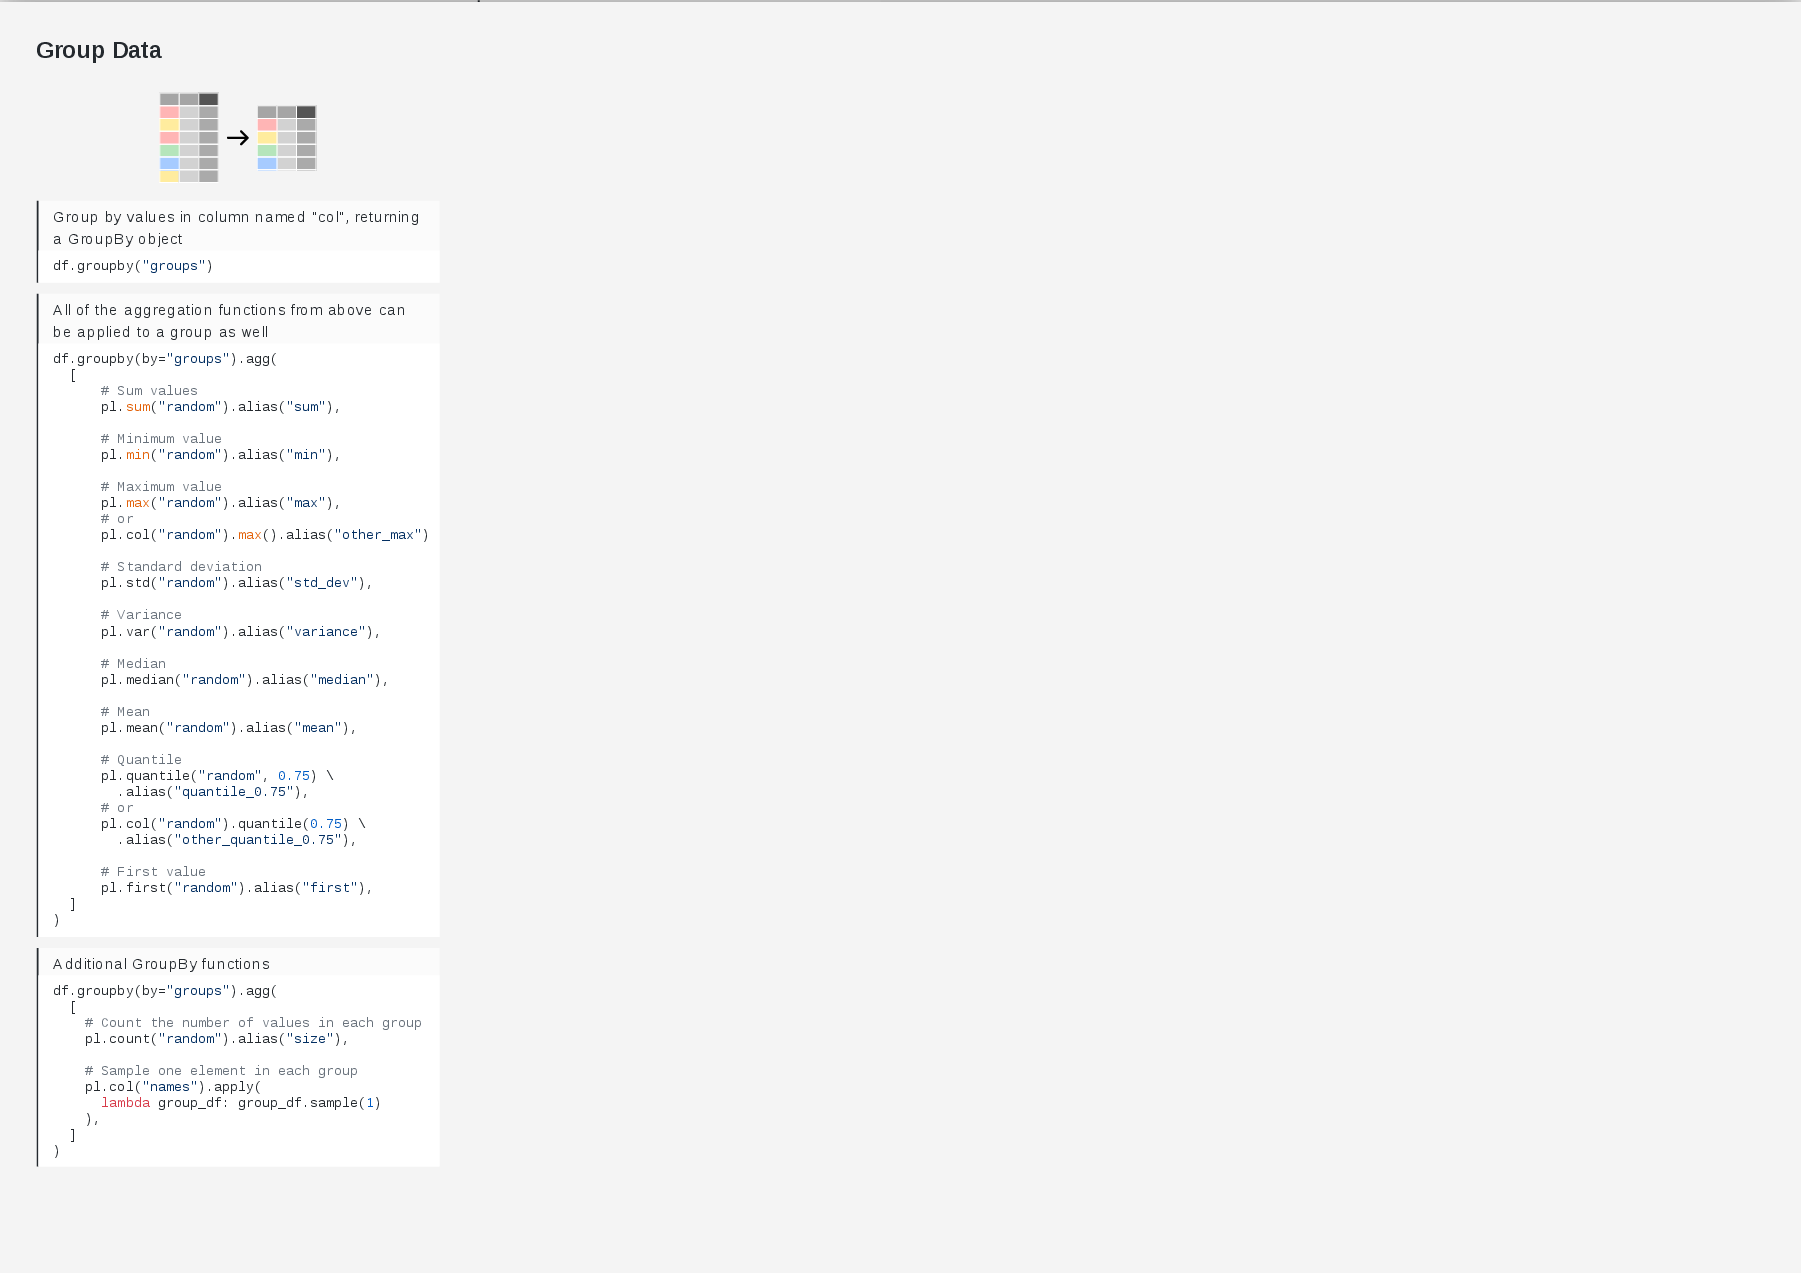 Group Data
Group by values in column named "col", returning
a GroupBy object
df.groupby("groups")
All of the aggregation functions from above can
be applied to a group as well
df.groupby(by="groups").agg(
  [
      # Sum values
      pl.sum("random").alias("sum"),
      # Minimum value
      pl.min("random").alias("min"),
      # Maximum value
      pl.max("random").alias("max"),
      # or
      pl.col("random").max().alias("other_max")
      # Standard deviation
      pl.std("random").alias("std_dev"),
      # Variance
      pl.var("random").alias("variance"),
      # Median
      pl.median("random").alias("median"),
      # Mean
      pl.mean("random").alias("mean"),
      # Quantile
      pl.quantile("random", 0.75) \
        .alias("quantile_0.75"),
      # or
      pl.col("random").quantile(0.75) \
        .alias("other_quantile_0.75"),
      # First value
      pl.first("random").alias("first"),
  ]
)
Additional GroupBy functions
df.groupby(by="groups").agg(
  [
    # Count the number of values in each group
    pl.count("random").alias("size"),
    # Sample one element in each group
    pl.col("names").apply(
      lambda group_df: group_df.sample(1)
    ),
  ]
)